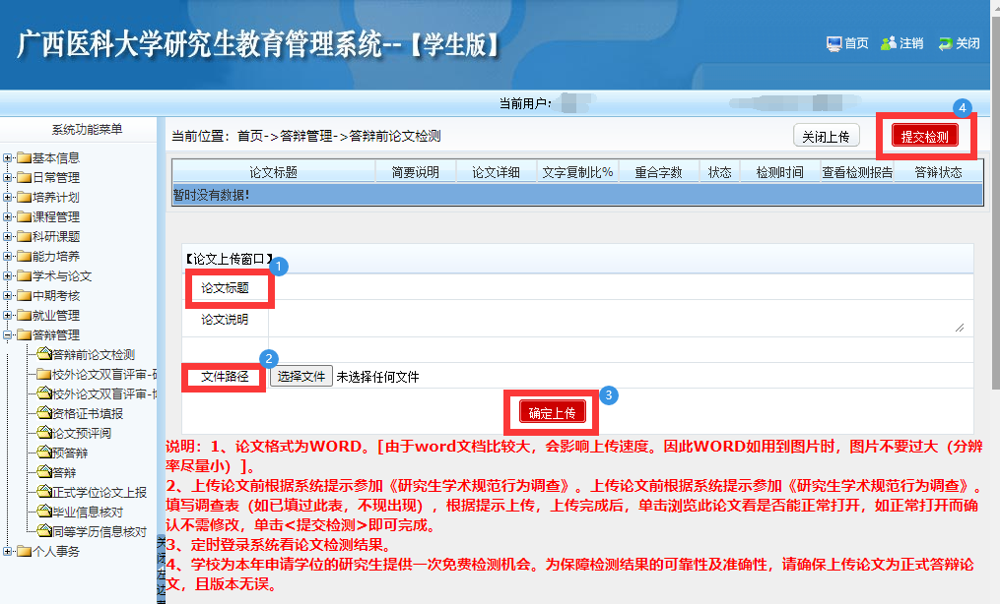 广西医科大学研究生教育管理系统--【学生版】
首页 注销 关闭
当前用户:
系统功能菜单
当前位置: 首页->答辩管理->答辩前论文检测
关闭上传
4
提交检测
论文标题 简要说明 论文详细 文字复制比% 重合字数 状态 检测时间 查看检测报告 答辩状态
暂时没有数据!
基本信息
日常管理
培养计划
课程管理
科研课题
能力培养
学术与论文
中期考核
就业管理
答辩管理
答辩前论文检测
校外论文双盲评审-
校外论文双盲评审-
资格证书填报
论文预评阅
预答辩
答辩
正式学位论文上报
毕业信息核对
同等学历信息核对
个人事务
关
闭
左
边
【论文上传窗口】
1
论文标题
论文说明
2
文件路径 选择文件 未选择任何文件
3
确定上传
说明: 1、论文格式为WORD。[由于word文档比较大，会影响上传速度。因此WORD如用到图片时，图片不要过大（分辨
率尽量小）]。
2、上传论文前根据系统提示参加《研究生学术规范行为调查》。上传论文前根据系统提示参加《研究生学术规范行为调查》。
填写调查表（如已填过此表，不现出现），根据提示上传，上传完成后，单击浏览此论文看是否能正常打开，如正常打开而确
认不需修改，单击<提交检测>即可完成。
3、定时登录系统看论文检测结果。
4、学校为本年申请学位的研究生提供一次免费检测机会。为保障检测结果的可靠性及准确性，请确保上传论文为正式答辩论
文，且版本无误。